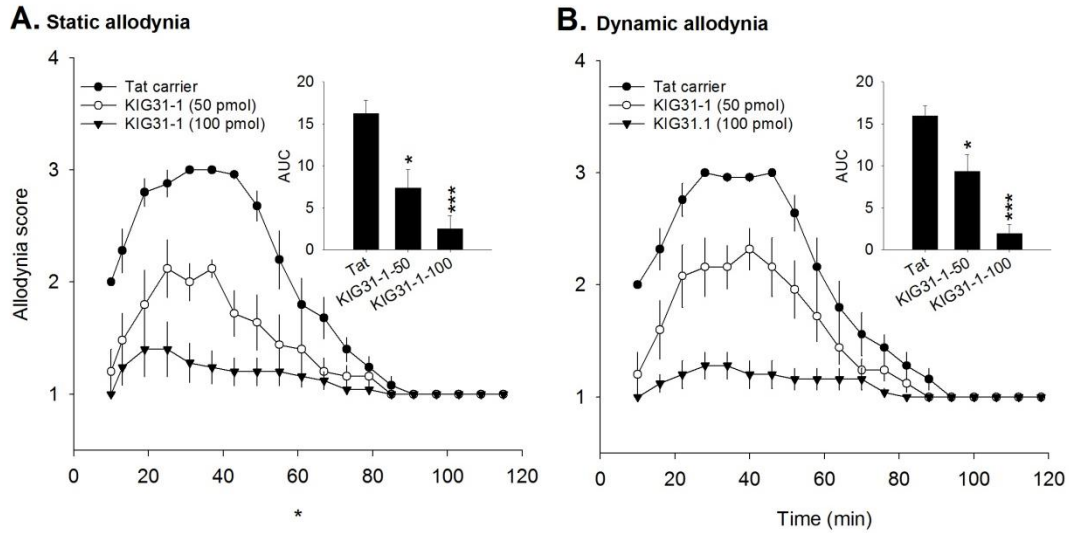 A. Static allodynia
4
3
2
1
Allodynia score
Tat carrier
KIG31-1 (50 pmol)
KIG31-1 (100 pmol)
20
15
10
5
0
AUC
*
***
Tat
KIG31-1-50
KIG31-1-100
0 20 40 60 80 100 120
*
B. Dynamic allodynia
4
3
2
1
Tat carrier
KIG31-1 (50 pmol)
KIG31.1 (100 pmol)
20
15
10
5
0
AUC
*
***
Tat
KIG31-1-50
KIG31-1-100
0 20 40 60 80 100 120
Time (min)